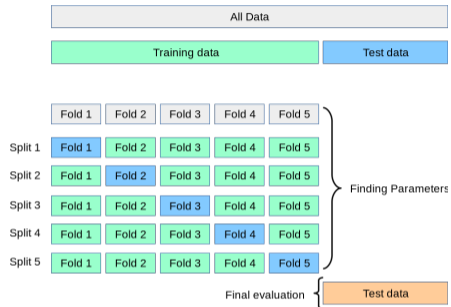 All Data
Training data Test data
Fold 1 Fold 2 Fold 3 Fold 4 Fold 5
Split 1 Fold 1 Fold 2 Fold 3 Fold 4 Fold 5
Split 2 Fold 1 Fold 2 Fold 3 Fold 4 Fold 5
Finding Parameters
Split 3 Fold 1 Fold 2 Fold 3 Fold 4 Fold 5
Split 4 Fold 1 Fold 2 Fold 3 Fold 4 Fold 5
Split 5 Fold 1 Fold 2 Fold 3 Fold 4 Fold 5
Final evaluation Test data